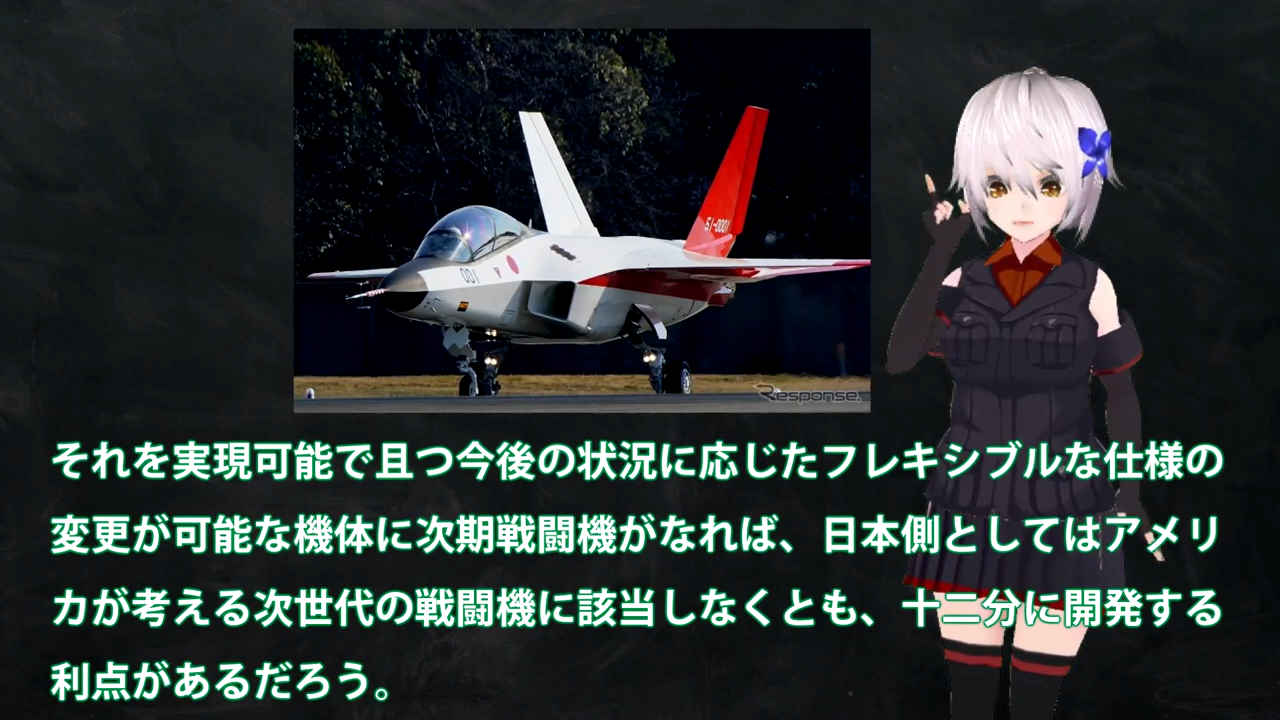 51-0001
001
Response.
それを実現可能で且つ今後の状況に応じたフレキシブルな仕様の
変更が可能な機体に次期戦闘機がなれば、日本側としてはアメリ
カが考える次世代の戦闘機に該当しなくとも、十二分に開発する
利点があるだろう。